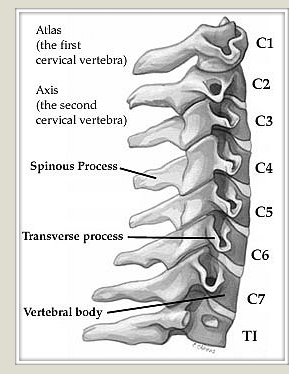 Atlas
(the first
cervical vertebra)
C1
C2
Axis
(the second
cervical vertebra)
C3
Spinous Process
C4
C5
Transverse process
C6
C7
Vertebral body
TI